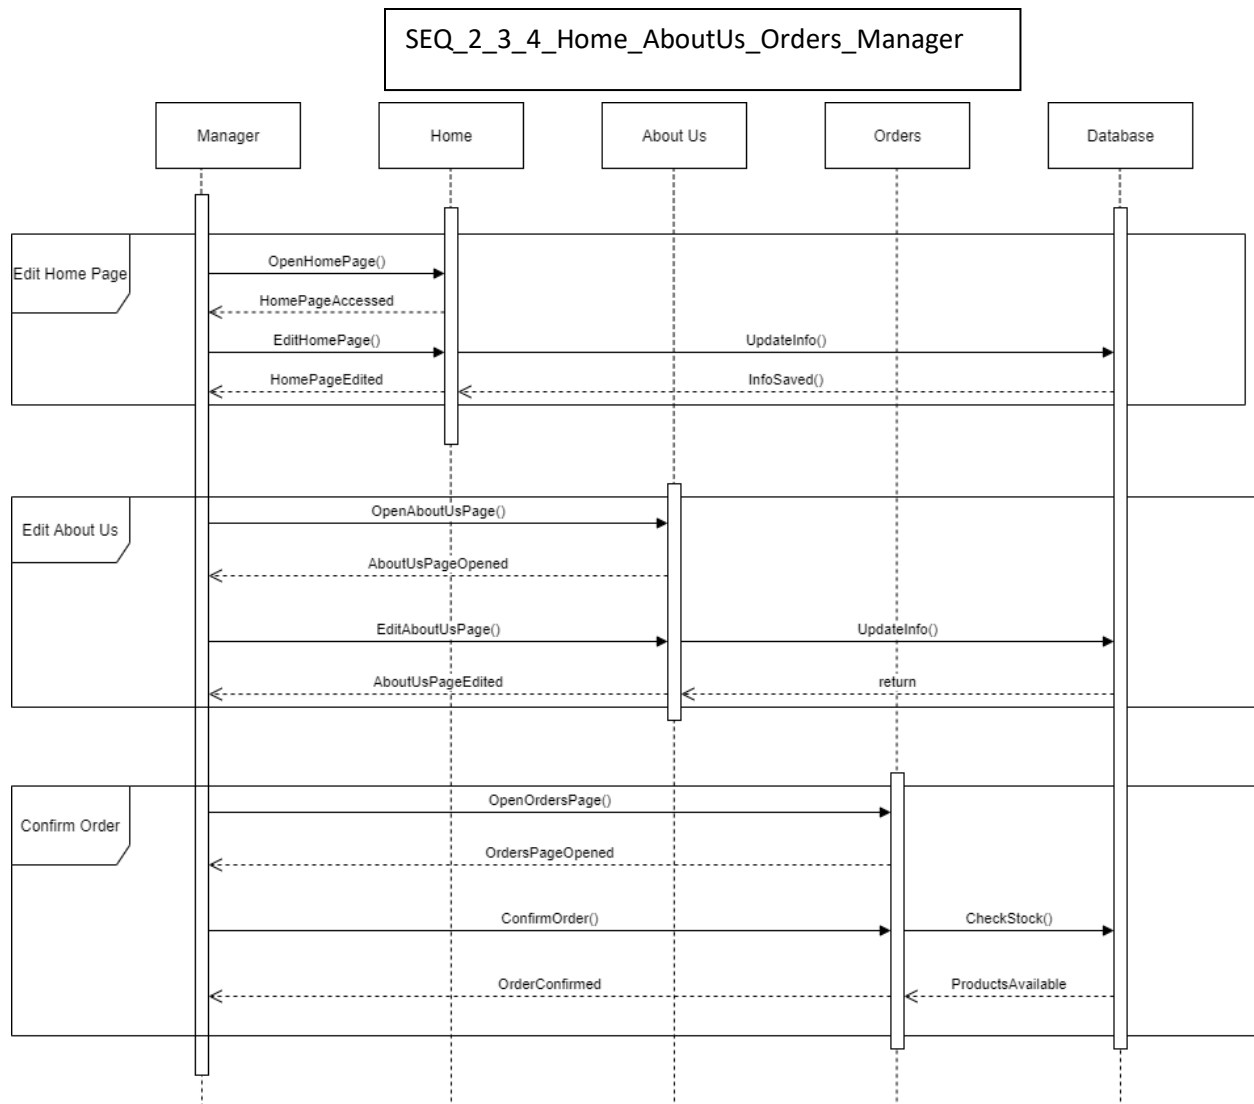 SEQ_2_3_4_Home_AboutUs_Orders_Manager
Manager
Home
About Us
Orders
Database
Edit Home Page
OpenHomePage()
HomePageAccessed
EditHomePage()
UpdateInfo()
HomePageEdited
InfoSaved()
Edit About Us
OpenAboutUsPage()
AboutUsPageOpened
EditAboutUsPage()
UpdateInfo()
AboutUsPageEdited
return
Confirm Order
OpenOrdersPage()
OrdersPageOpened
ConfirmOrder()
CheckStock()
OrderConfirmed
ProductsAvailable